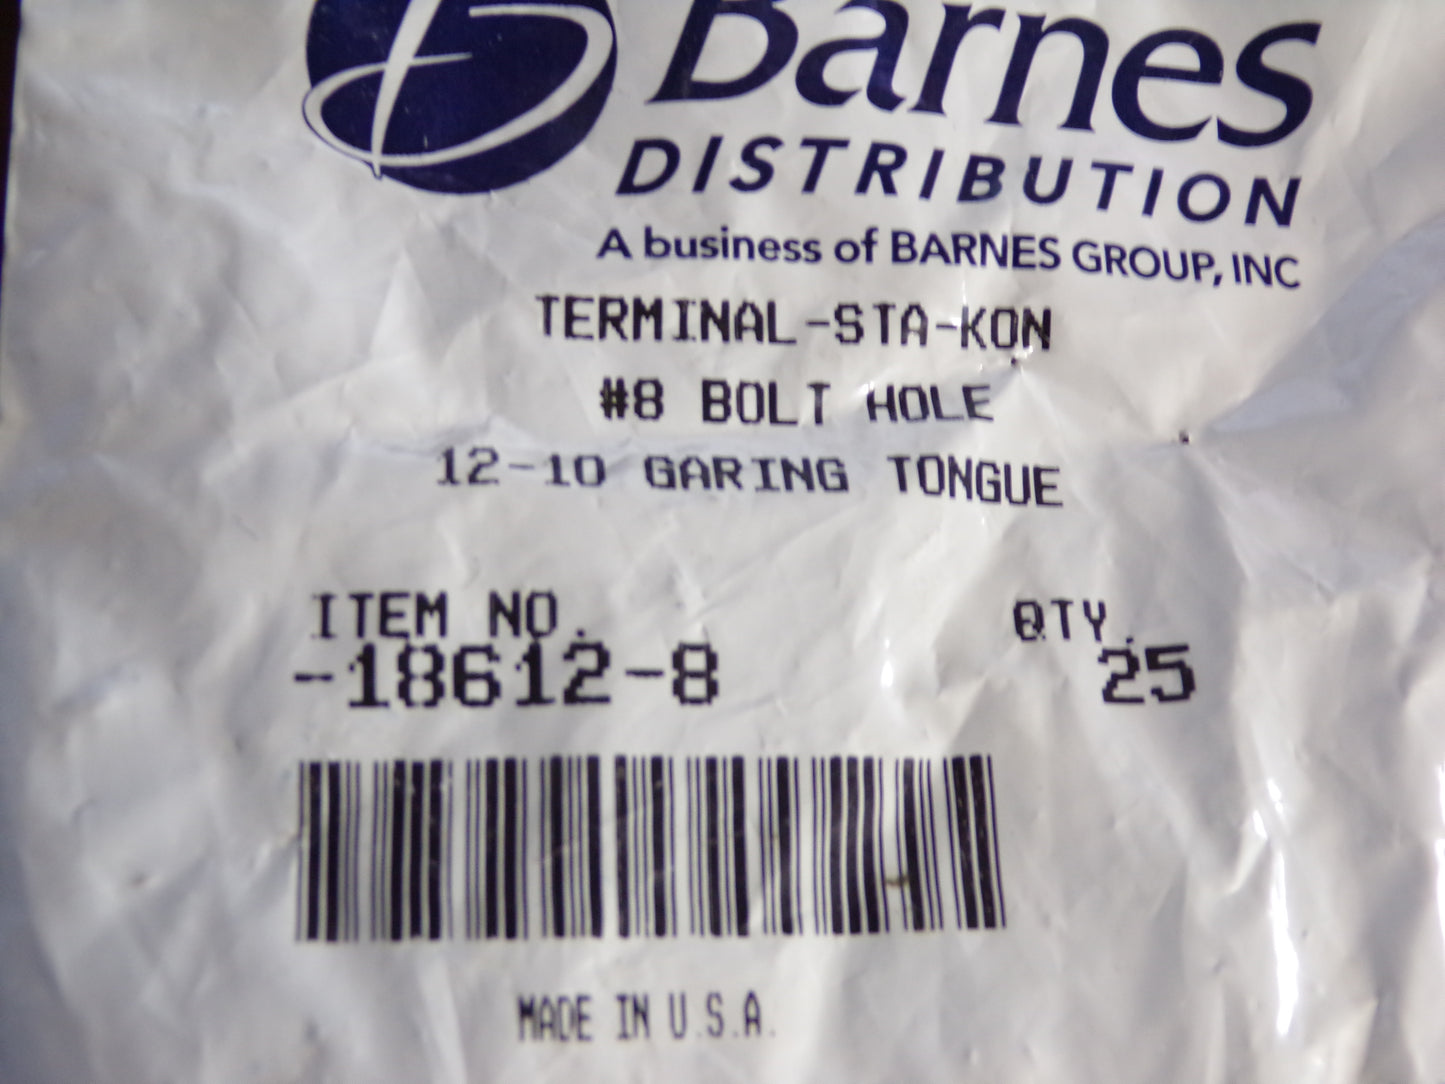 Barnes
DISTRIBUTION
A business of BARNES GROUP, INC
TERMINAL-STA-KON
#8 BOLT HOLE
12-10 GARING TONGUE
ITEM NO. QTY.
-18612-8 25
MADE IN U.S.A.